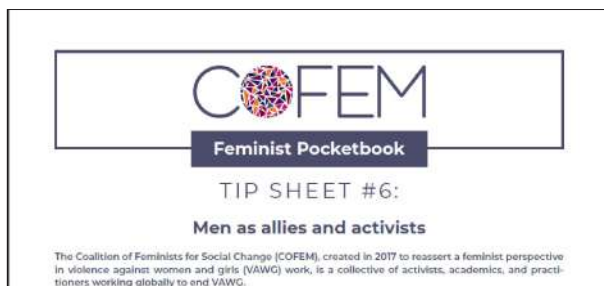 COFEM
Feminist Pocketbook
TIP SHEET #6:
Men as allies and activists
The Coalition of Feminists for Social Change (COFEM), created in 2017 to reassert a feminist perspective
in violence against women and girls (VAWG) work, is a collective of activists, academics, and practi-
tioners working globally to end VAWG.